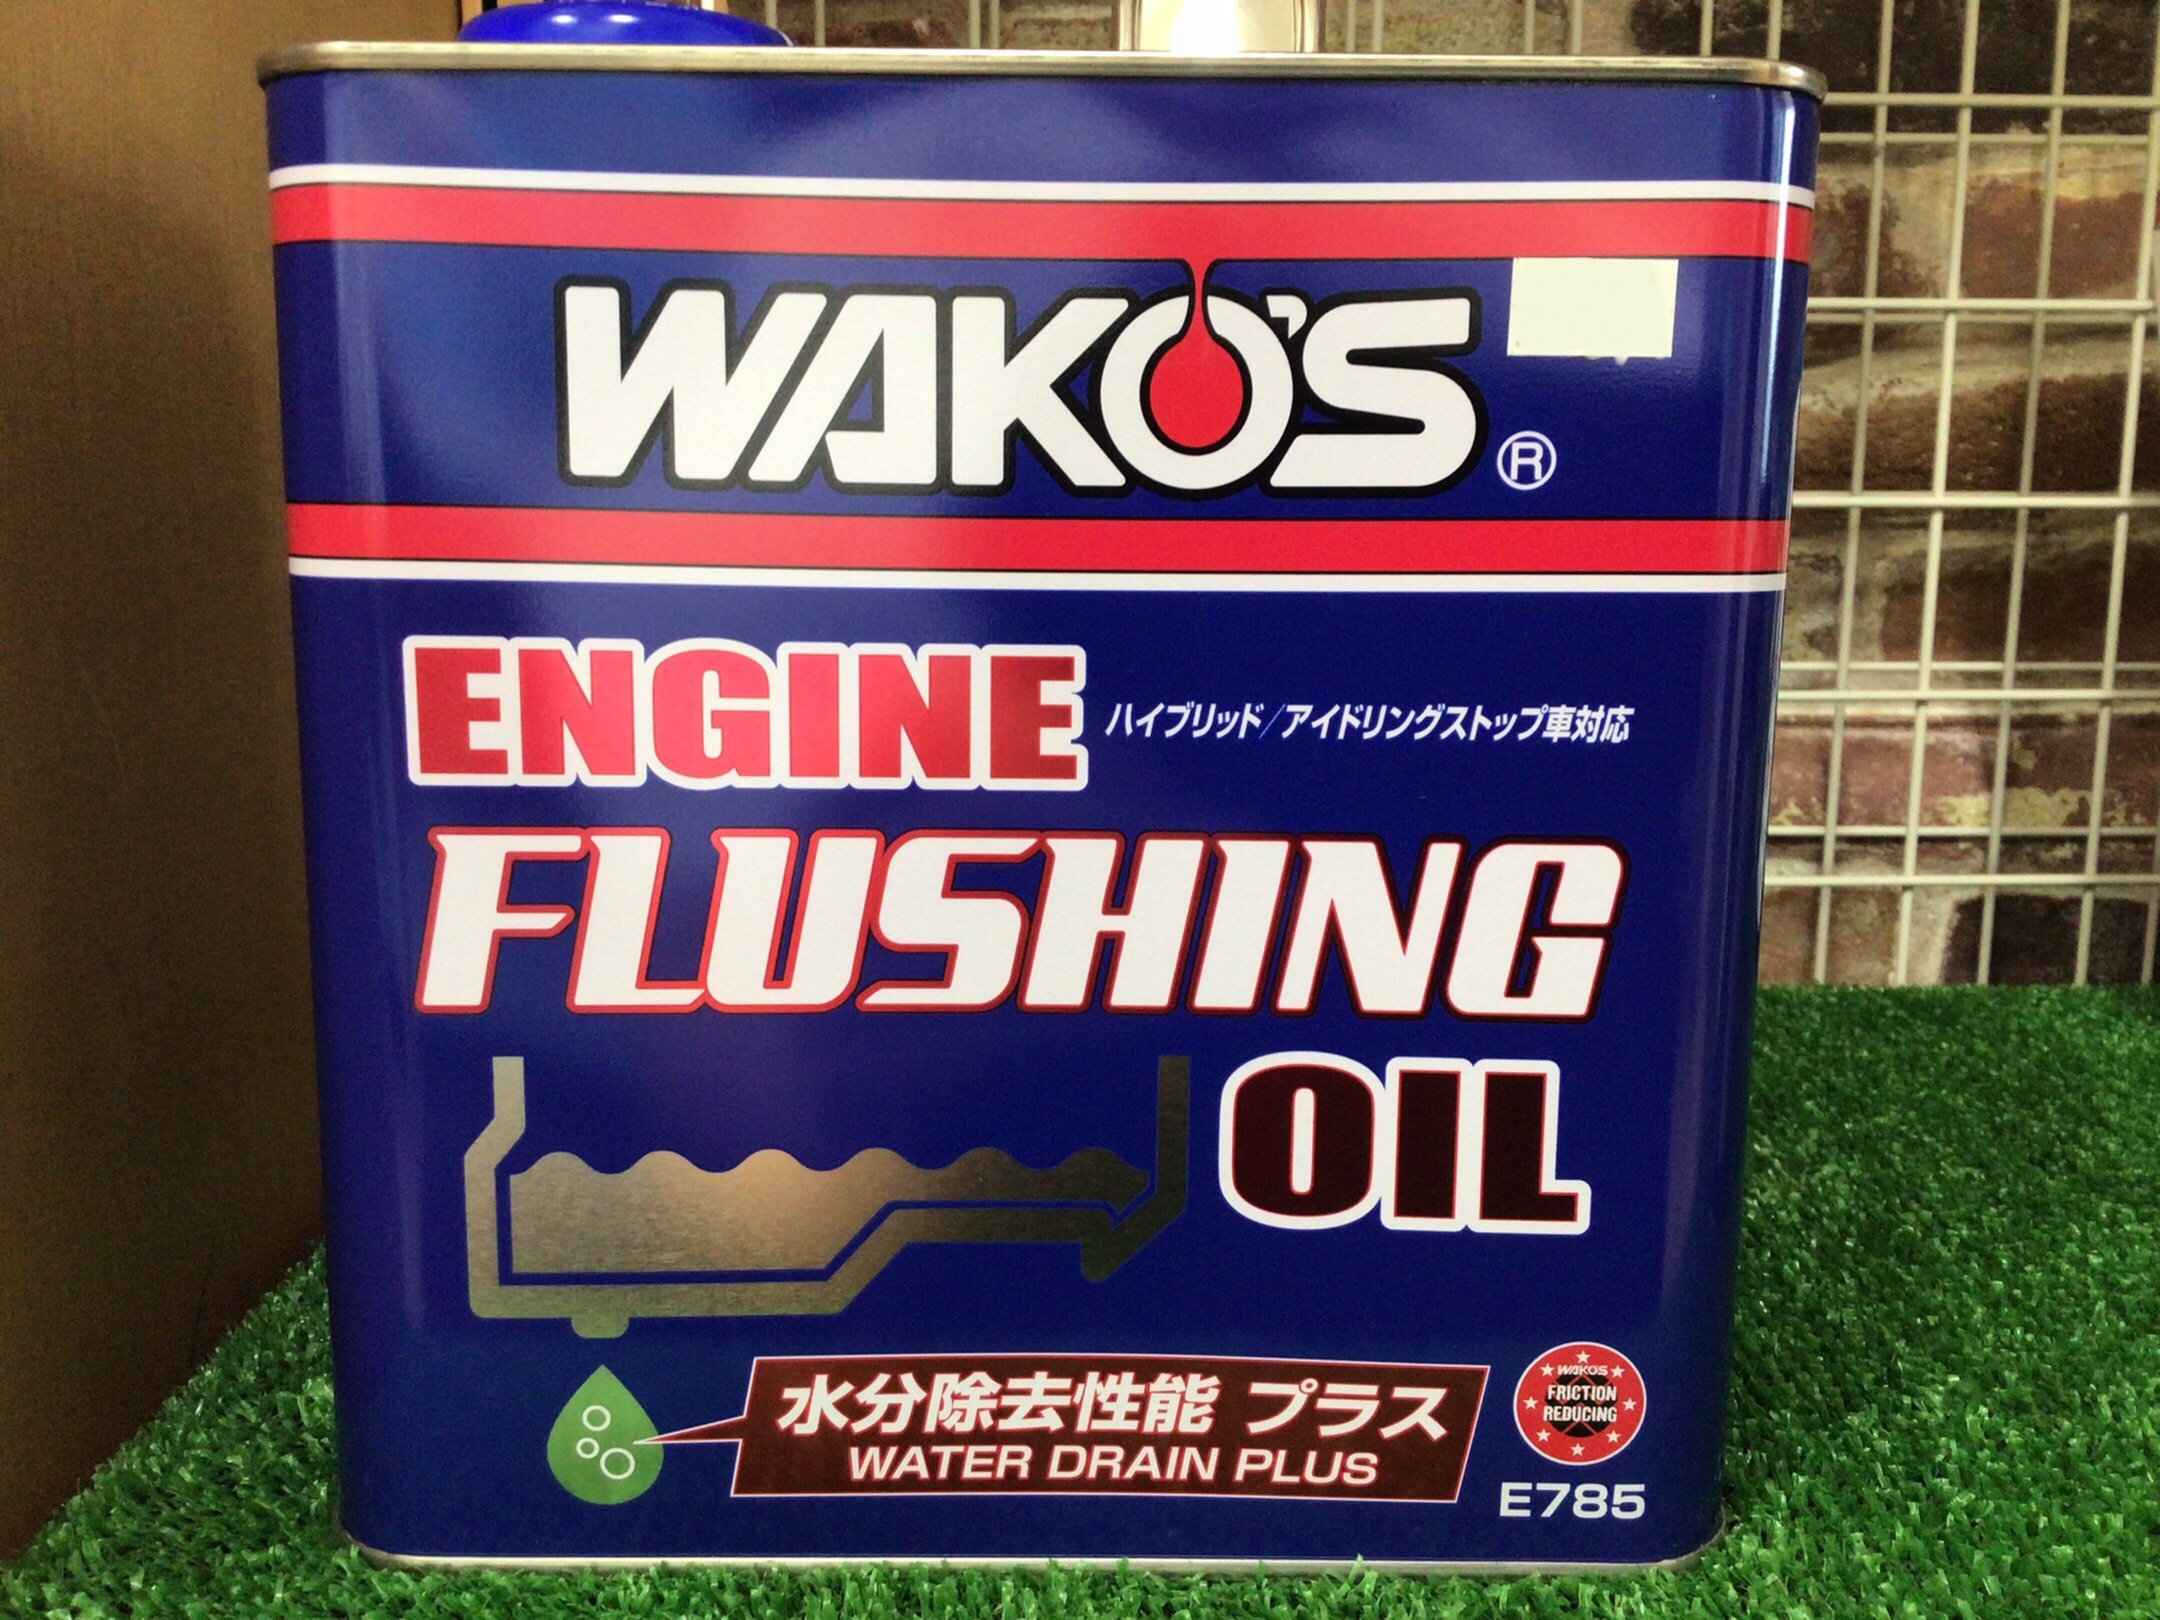 WAKO'S ®
ENGINE
ハイブリッド/アイドリングストップ車対応
FLUSHING
OIL
水分除去性能 プラス
WATER DRAIN PLUS
WAKO'S
FRICTION
REDUCING
E785